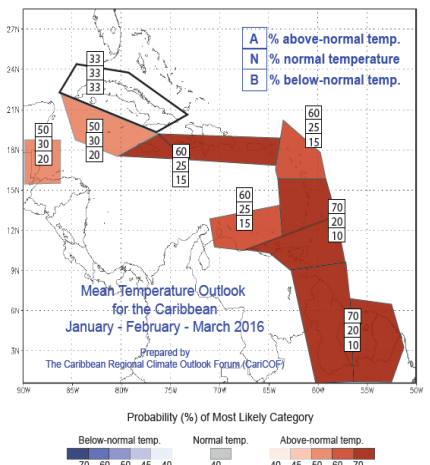 27N
24N
21N
18N
15N
12N
9N
6N
3N
33
33
33
A % above-normal temp.
N % normal temperature
B % below-normal temp.
50
30
20
50
30
20
60
25
15
60
25
15
60
25
15
70
20
10
70
20
10
Mean Temperature Outlook
for the Caribbean
January - February - March 2016
Prepared by
The Caribbean Regional Climate Outlook Forum (CariCOF)
90W 85W 80W 75W 70W 65W 60W 55W 50W
Probability (%) of Most Likely Category
Below-normal temp. Normal temp. Above-normal temp.
70 60 50 45 40 40 40 45 50 60 70